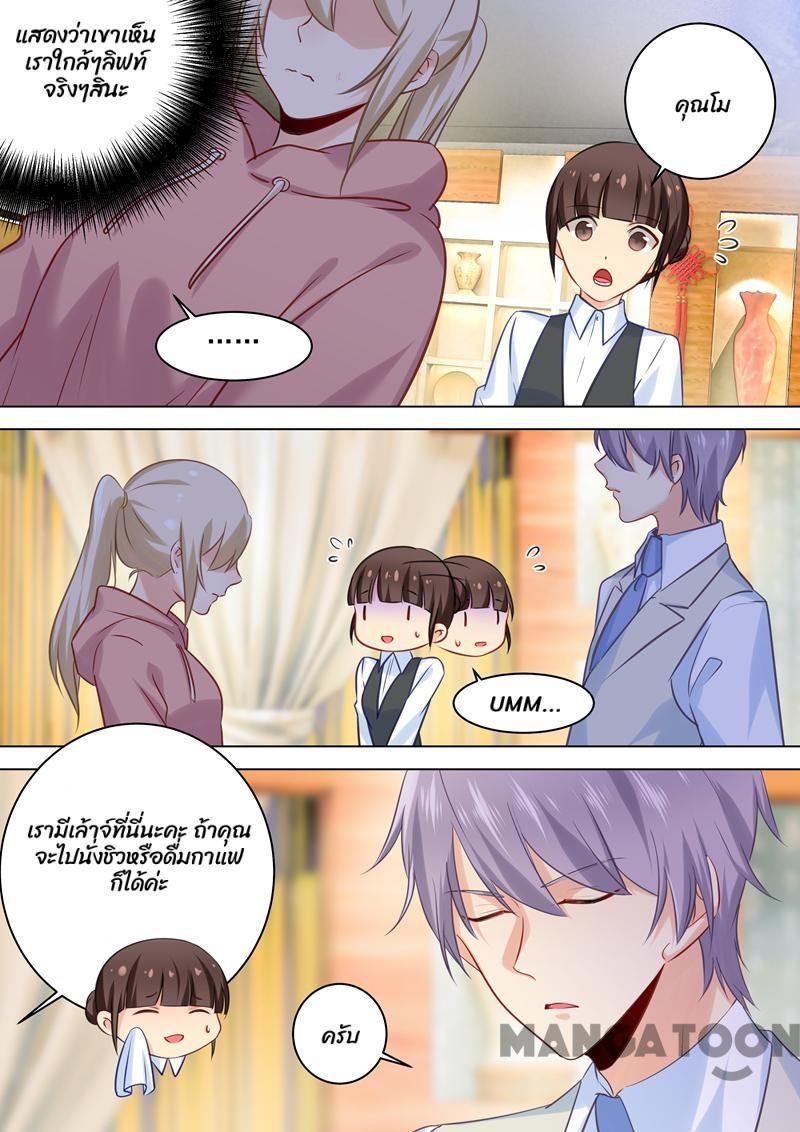 แสดงว่าเขาเห็น
เราใกล้ๆลิฟท์
จริงๆสินะ
คุณโม
......
UMM...
เรามีเล้าจ์ที่นี่นะคะ ถ้าคุณ
จะไปนั่งชิวหรือดื่มกาแฟ
ก็ได้ค่ะ
ครับ
MANGATOON